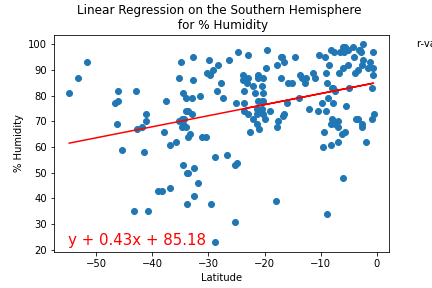 Linear Regression on the Southern Hemisphere
for % Humidity
r-va
% Humidity
100
90
80
70
60
50
40
30
20
y + 0.43x + 85.18
−50
−40
−30
−20
−10
0
Latitude